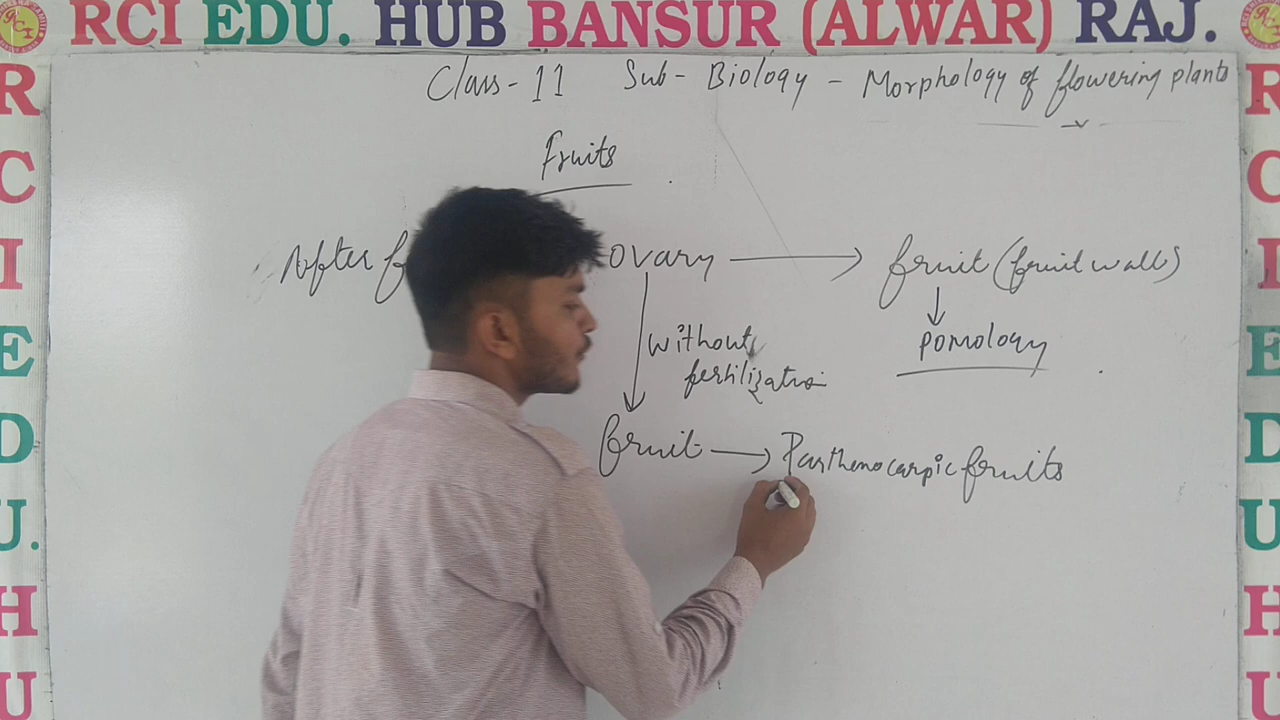 RCI EDU. HUB BANSUR (ALWAR) RAJ.
Class-11 Sub- Biology - Morphology of flowering plants
Fruits
After f ovary → fruit (fruit wall)
↓
without
pomology
fertilization
fruit → Parthenocarpic fruits
R
C
I
E
D
U.
H
U
R
C
I
E
D
U
H
U